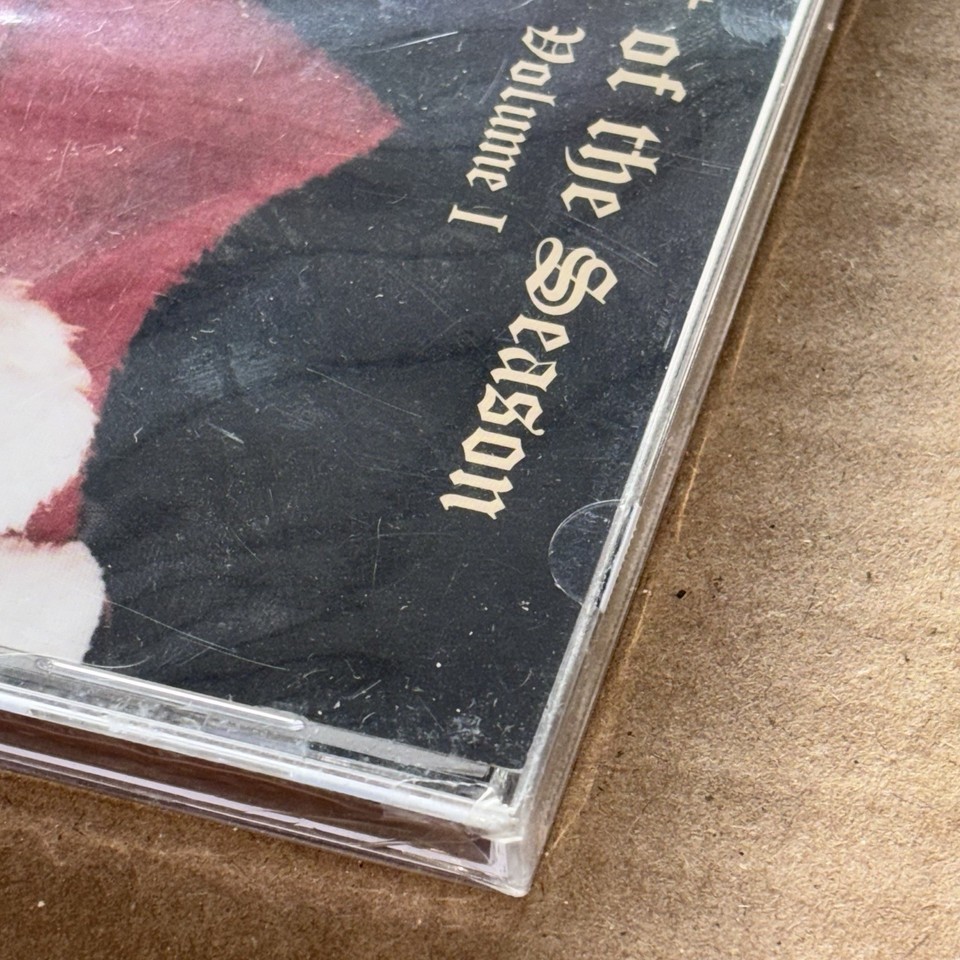 of the Season
Volume I